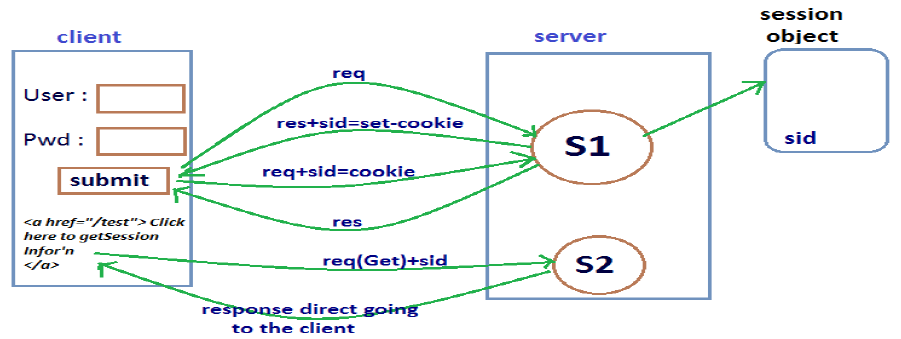 client
server
session
object
User :
Pwd :
submit
<a href="/test"> Click
here to getSession
Infor'n
</a>
req
res+sid=set-cookie
req+sid=cookie
res
req(Get)+sid
response direct going
to the client
S1
S2
sid